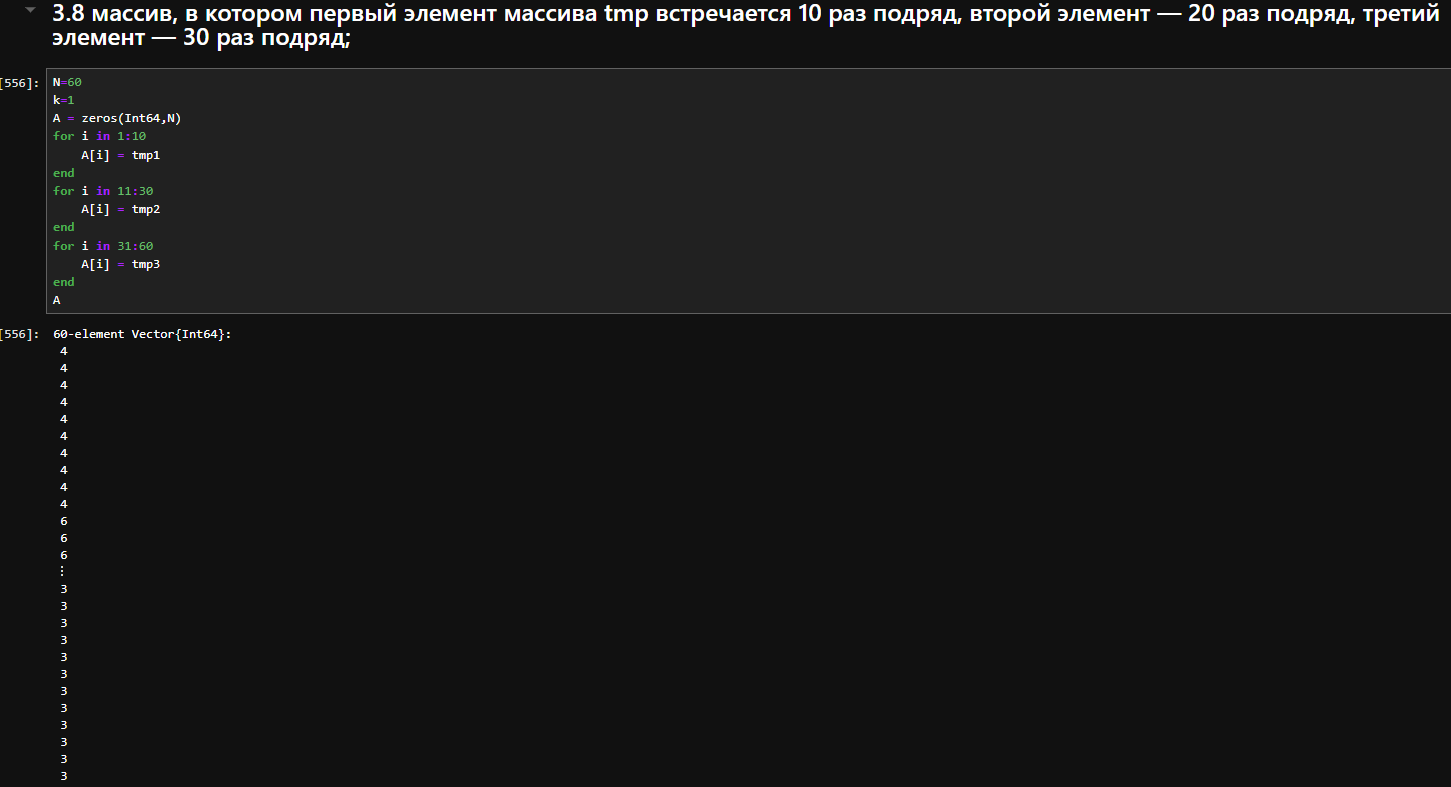 3.8 массив, в котором первый элемент массива tmp встречается 10 раз подряд, второй элемент — 20 раз подряд, третий
элемент — 30 раз подряд;
[556]: N=60
k=1
A = zeros(Int64,N)
for i in 1:10
    A[i] = tmp1
end
for i in 11:30
    A[i] = tmp2
end
for i in 31:60
    A[i] = tmp3
end
A
[556]: 60-element Vector{Int64}:
4
4
4
4
4
4
4
4
4
4
6
6
6
⋮
3
3
3
3
3
3
3
3
3
3
3
3